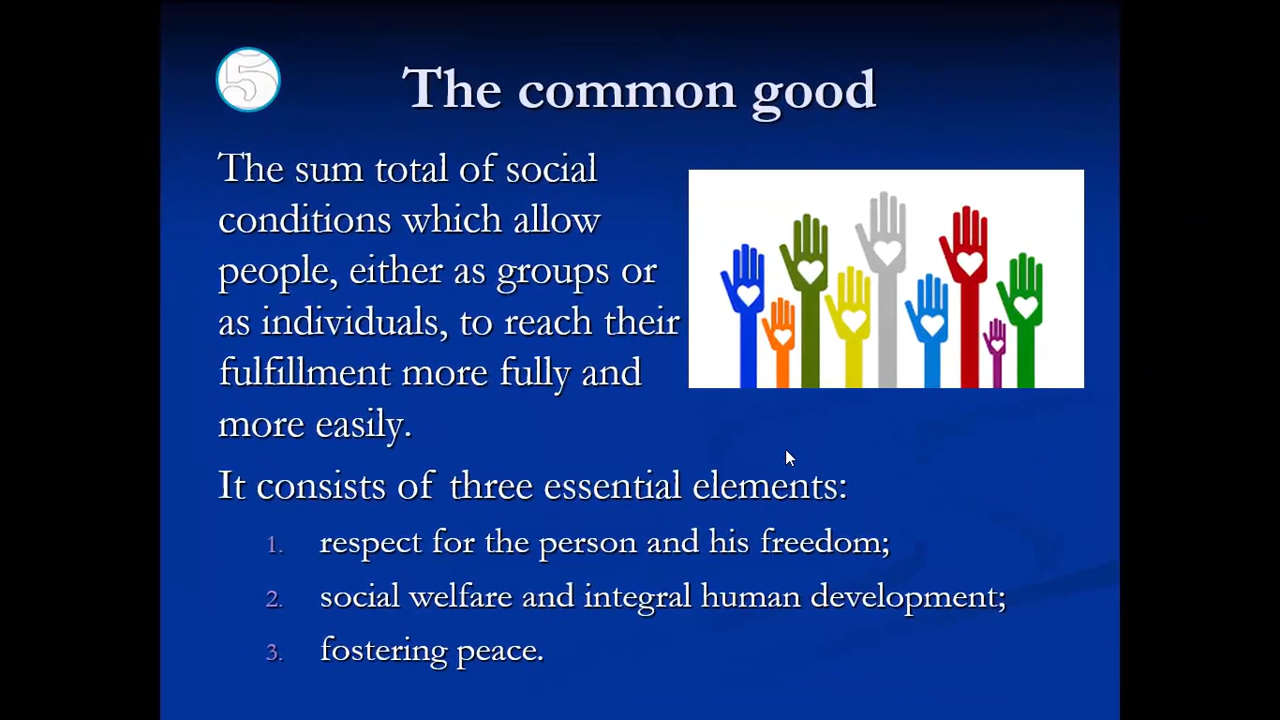 5
The common good
The sum total of social
conditions which allow
people, either as groups or
as individuals, to reach their
fulfillment more fully and
more easily.
It consists of three essential elements:
1. respect for the person and his freedom;
2. social welfare and integral human development;
3. fostering peace.